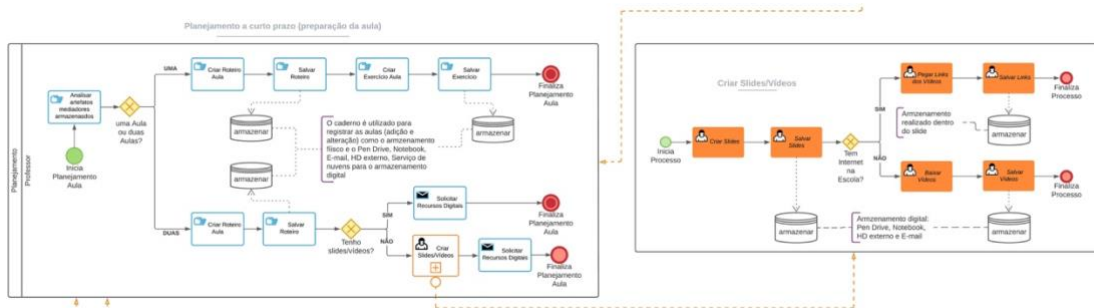 Planejamento a curto prazo (preparação da aula)
Planejamento
Professor
Analisar
artefatos
mediadores
armazenasdos
Inicia
Planejamento
Aula
uma Aula
ou duas
Aulas?
UMA
Criar Roteiro
Aula
Salvar
Roteiro
Criar
Exercício Aula
Salvar
Exercício
Finaliza
Planejamento
Aula
armazenar
armazenar
O caderno é utilizado para
registrar as aulas (adição e
alteração) como o armzenamento
físico e o Pen Drive, Notebook,
E-mail, HD externo, Serviço de
nuvens para o armazenamento
digital
armazenar
DUAS
Criar Roteiro
Aula
Salvar
Roteiro
Tenho
slides/vídeos?
SIM
Solicitar
Recursos Digitais
Finaliza
Planejamento
Aula
NÃO
Criar
Slides/Vídeos
Solicitar
Recursos Digitais
Finaliza
Planejamento
Aula
Criar Slides/Vídeos
Inicia
Processo
Criar Slides
Salvar
Slides
Tem
Internet
na
Escola?
SIM
Pegar Links
dos Vídeos
Salvar Links
Finaliza
Processo
Armzenamento
realizado dentro
do slide
armazenar
NÃO
Baixar
Vídeos
Salvar
Vídeos
Finaliza
Processo
armazenar
Armzenamento digital:
Pen Drive, Notebook,
HD externo e E-mail
armazenar